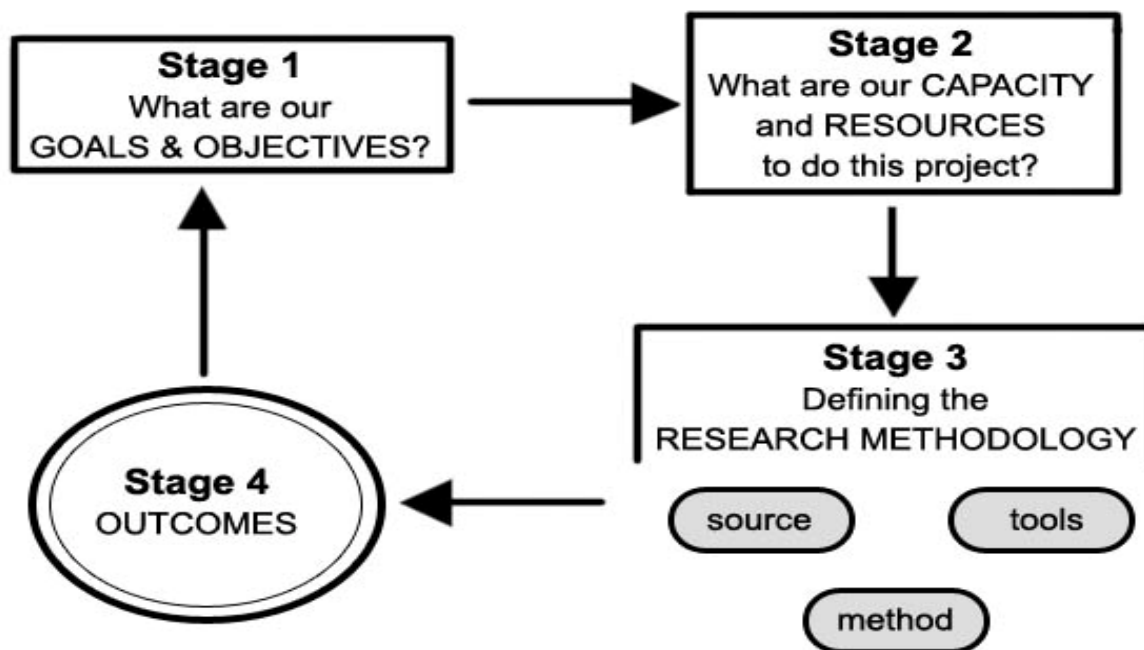 Stage 1
What are our
GOALS & OBJECTIVES?
Stage 2
What are our CAPACITY
and RESOURCES
to do this project?
Stage 3
Defining the
RESEARCH METHODOLOGY
source
tools
method
Stage 4
OUTCOMES